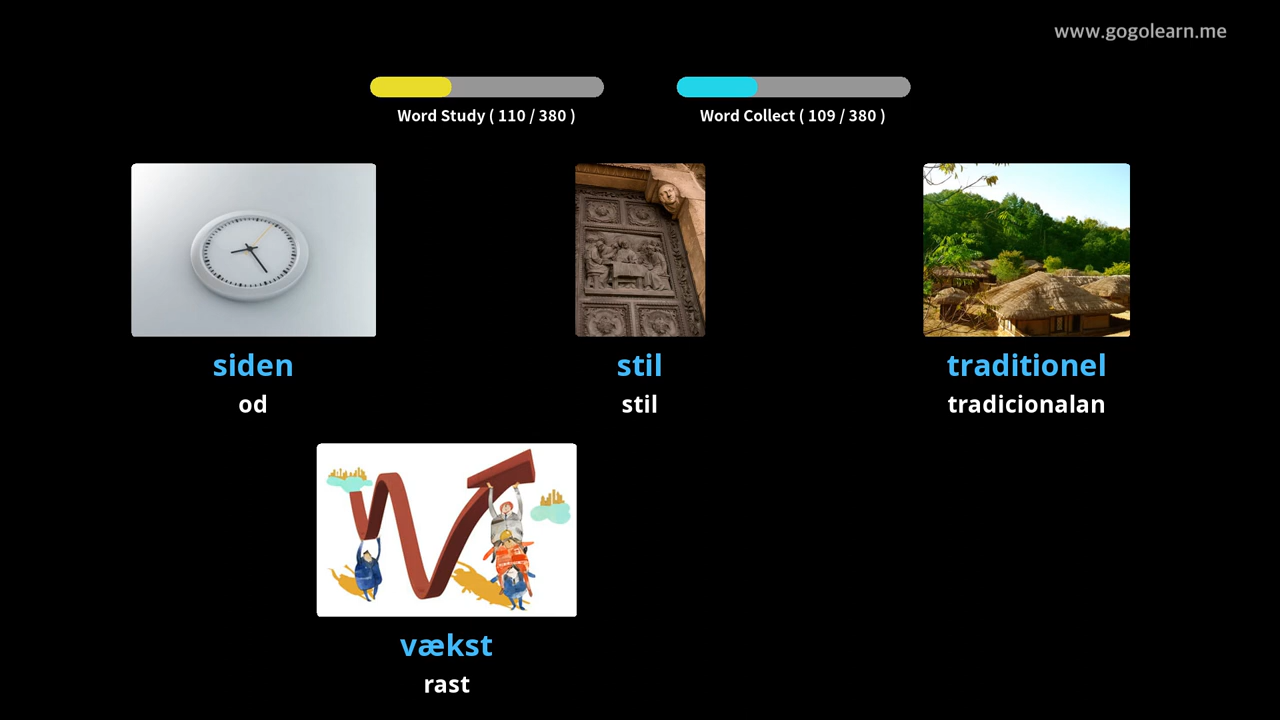 www.gogolearn.me
Word Study ( 110 / 380 )
Word Collect ( 109 / 380 )
siden
od
stil
stil
traditionel
tradicionalan
vækst
rast